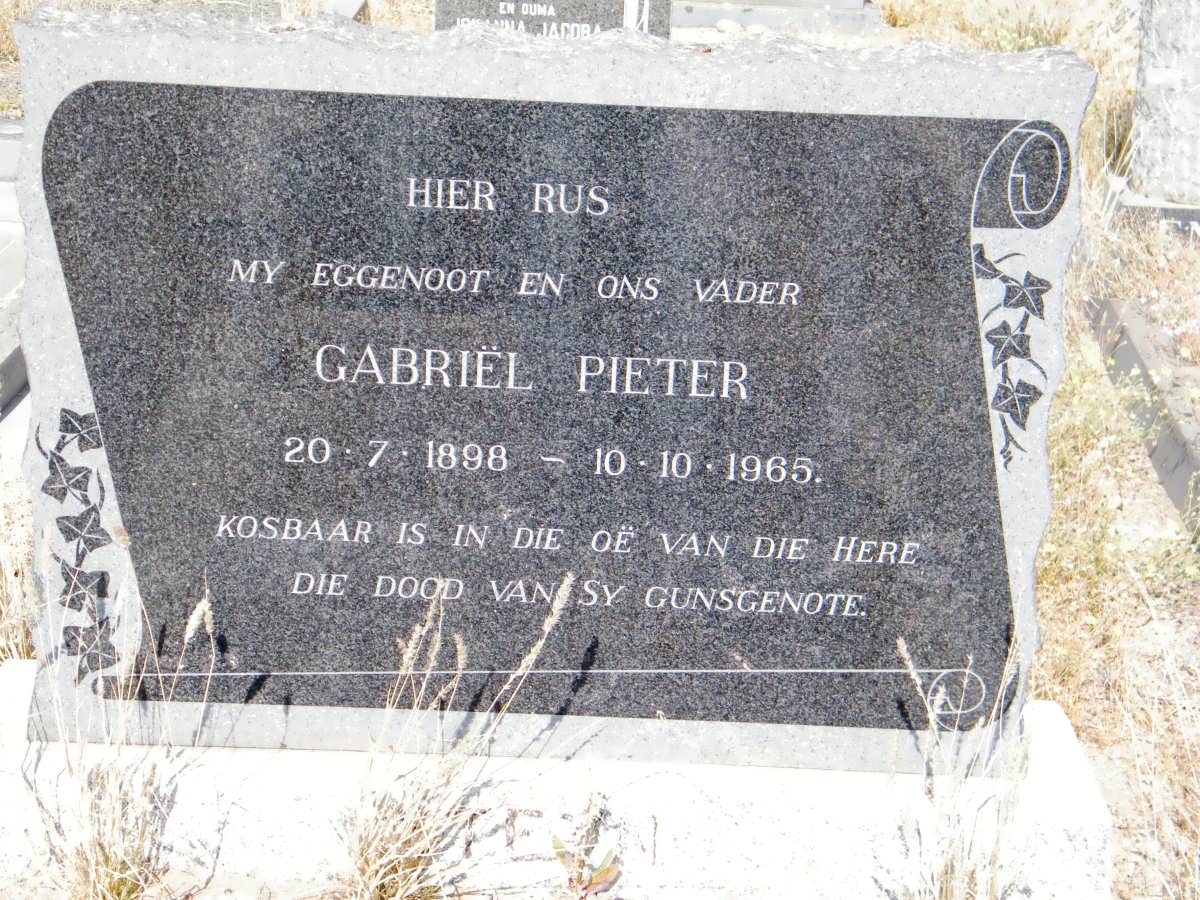 EN OUMA
JACOBA
HIER RUS
MY EGGENOOT EN ONS VADER
GABRIËL PIETER
20·7·1898 – 10·10·1965.
KOSBAAR IS IN DIE OË VAN DIE HERE
DIE DOOD VAN SY GUNSGENOTE.